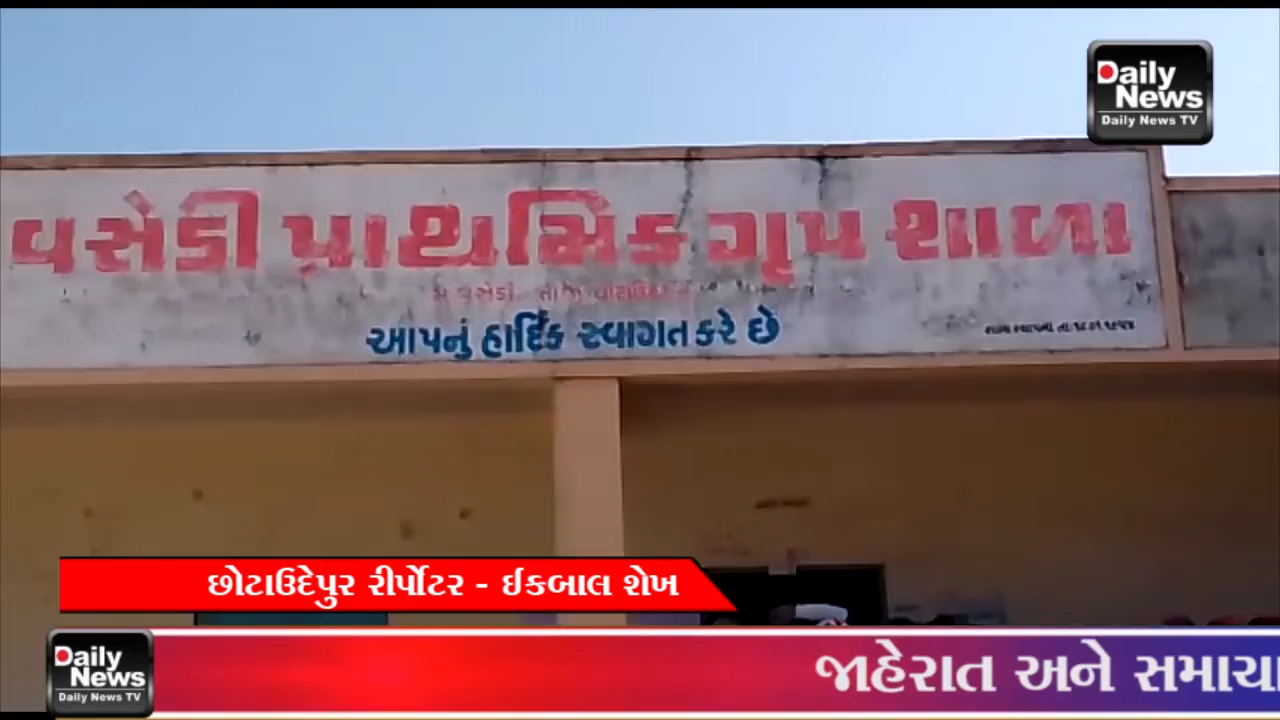 Daily
News
Daily News TV
વસેડી પ્રાથમિક ગૃપ શાળા
આપનું હાર્દિક સ્વાગત કરે છે
છોટાઉદેપુર રીર્પોટર - ઈકબાલ શેખ
Daily
News
Daily News TV
જાહેરાત અને સમાચા